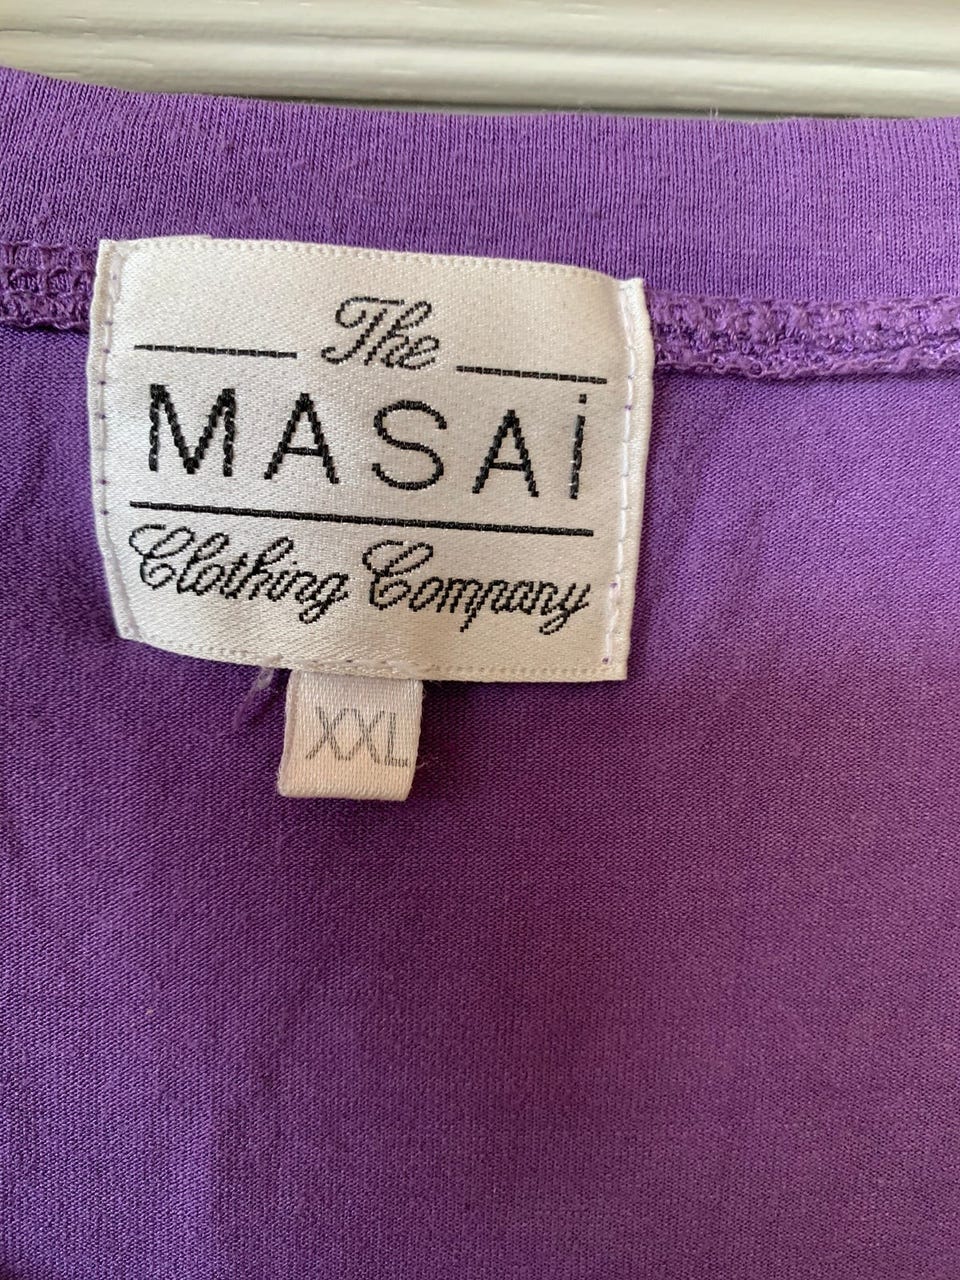 The
MASAi
Clothing Company
XXL